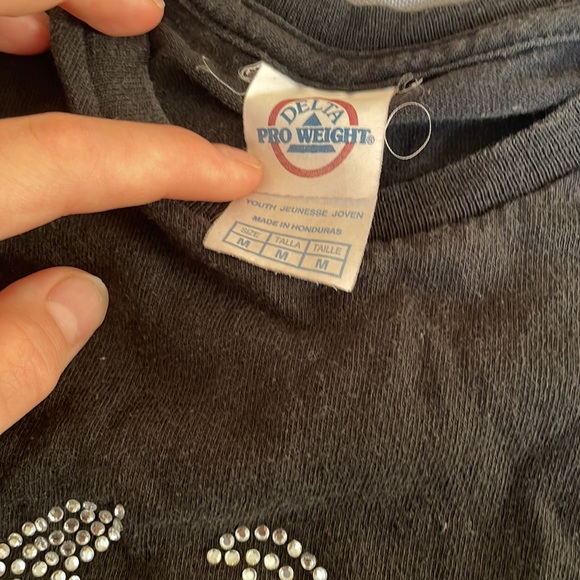 DELTA
PRO WEIGHT®
YOUTH JEUNESSE JOVEN
MADE IN HONDURAS
SIZE TALLA TAILLE
M M M